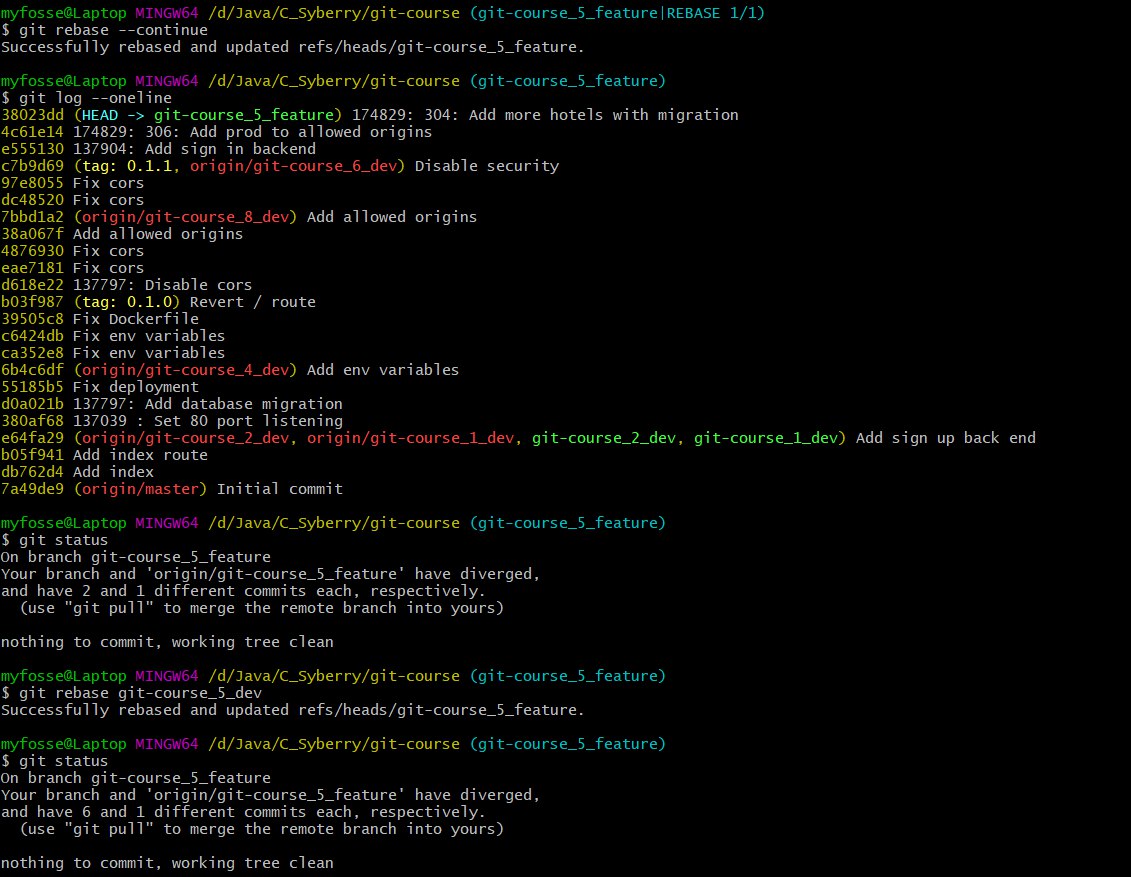 myfosse@Laptop MINGW64 /d/Java/C_Syberry/git-course (git-course_5_feature|REBASE 1/1)
$ git rebase --continue
Successfully rebased and updated refs/heads/git-course_5_feature.
myfosse@Laptop MINGW64 /d/Java/C_Syberry/git-course (git-course_5_feature)
$ git log --oneline
38023dd (HEAD -> git-course_5_feature) 174829: 304: Add more hotels with migration
4c61e14 174829: 306: Add prod to allowed origins
e555130 137904: Add sign in backend
c7b9d69 (tag: 0.1.1, origin/git-course_6_dev) Disable security
97e8055 Fix cors
dc48520 Fix cors
7bbd1a2 (origin/git-course_8_dev) Add allowed origins
38a067f Add allowed origins
4876930 Fix cors
eae7181 Fix cors
d618e22 137797: Disable cors
b03f987 (tag: 0.1.0) Revert / route
39505c8 Fix Dockerfile
c6424db Fix env variables
ca352e8 Fix env variables
6b4c6df (origin/git-course_4_dev) Add env variables
55185b5 Fix deployment
d0a021b 137797: Add database migration
380af68 137039 : Set 80 port listening
e64fa29 (origin/git-course_2_dev, origin/git-course_1_dev, git-course_2_dev, git-course_1_dev) Add sign up back end
b05f941 Add index route
db762d4 Add index
7a49de9 (origin/master) Initial commit
myfosse@Laptop MINGW64 /d/Java/C_Syberry/git-course (git-course_5_feature)
$ git status
On branch git-course_5_feature
Your branch and 'origin/git-course_5_feature' have diverged,
and have 2 and 1 different commits each, respectively.
(use "git pull" to merge the remote branch into yours)
nothing to commit, working tree clean
myfosse@Laptop MINGW64 /d/Java/C_Syberry/git-course (git-course_5_feature)
$ git rebase git-course_5_dev
Successfully rebased and updated refs/heads/git-course_5_feature.
myfosse@Laptop MINGW64 /d/Java/C_Syberry/git-course (git-course_5_feature)
$ git status
On branch git-course_5_feature
Your branch and 'origin/git-course_5_feature' have diverged,
and have 6 and 1 different commits each, respectively.
(use "git pull" to merge the remote branch into yours)
nothing to commit, working tree clean